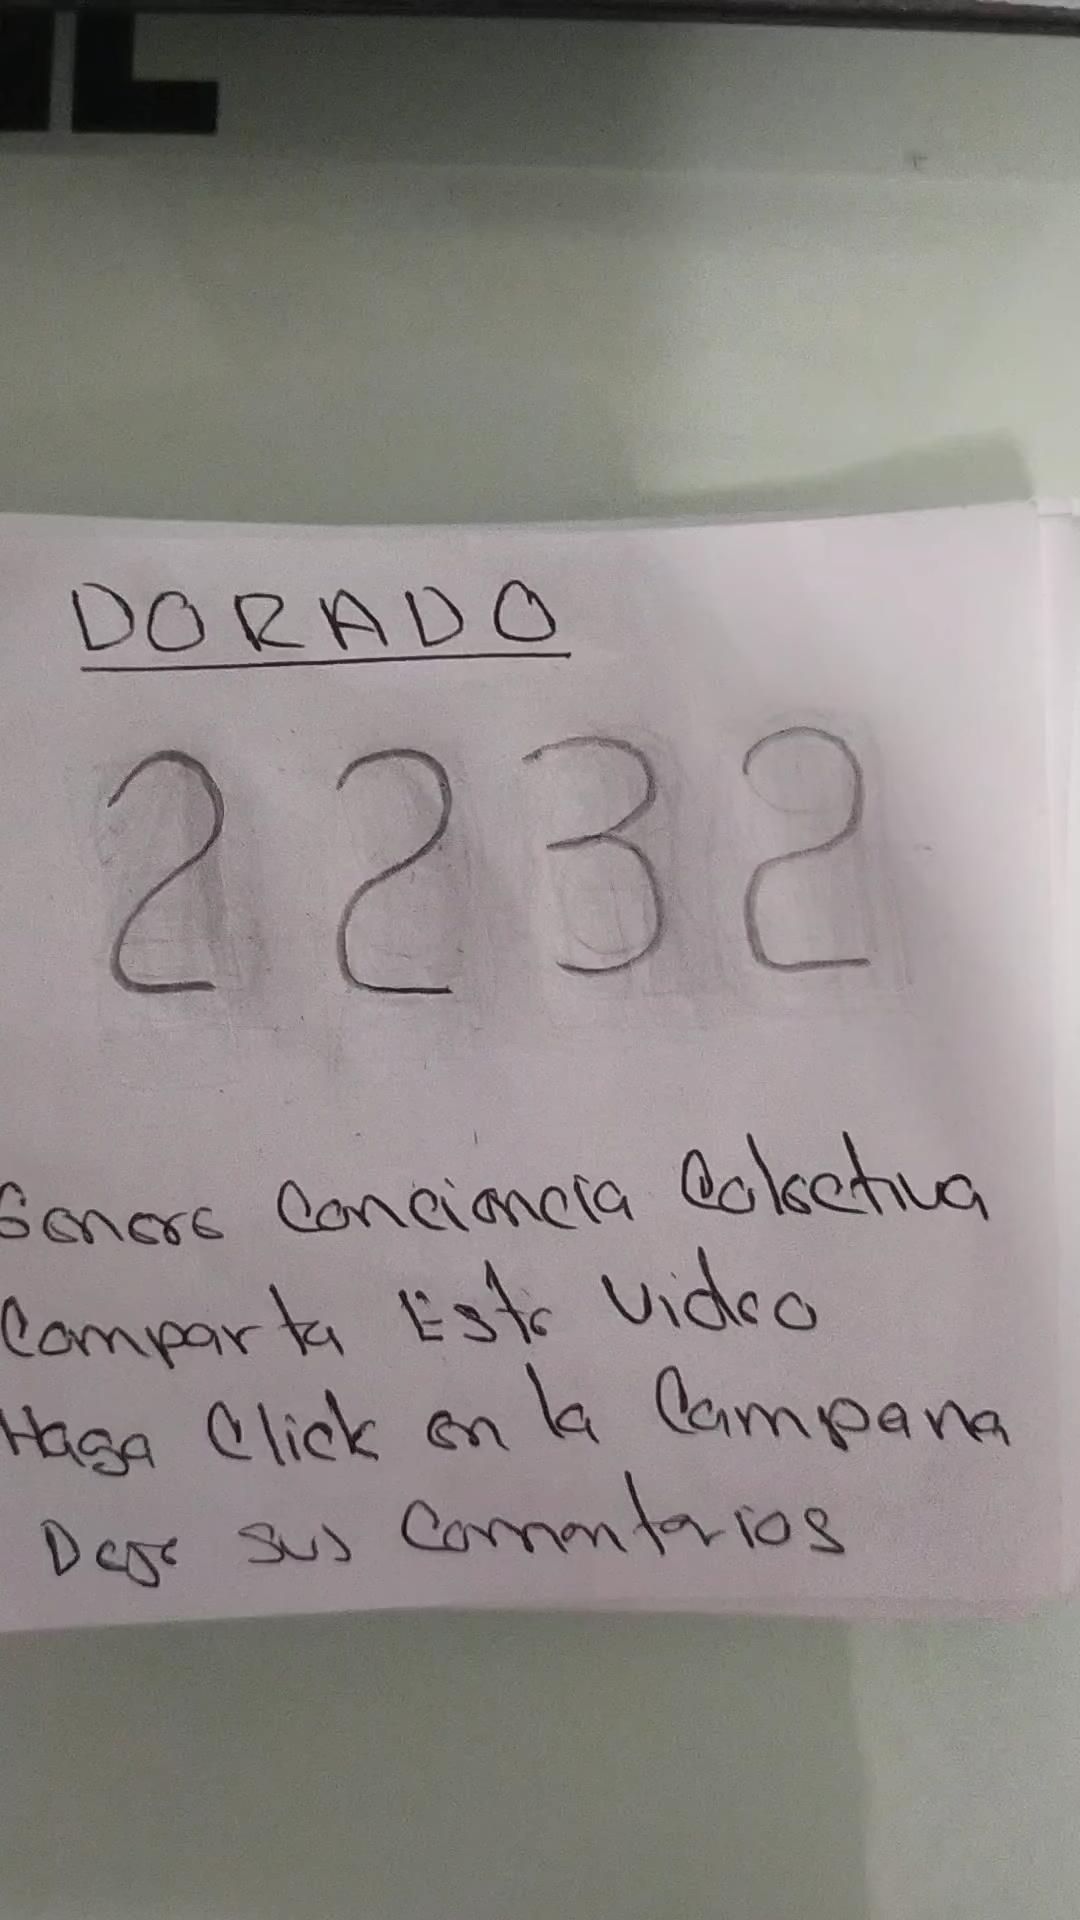 L
DORADO
2232
Genere Conciencia Colectiva
Comparta Este video
Haga Click en la Campana
Deje sus Comentarios